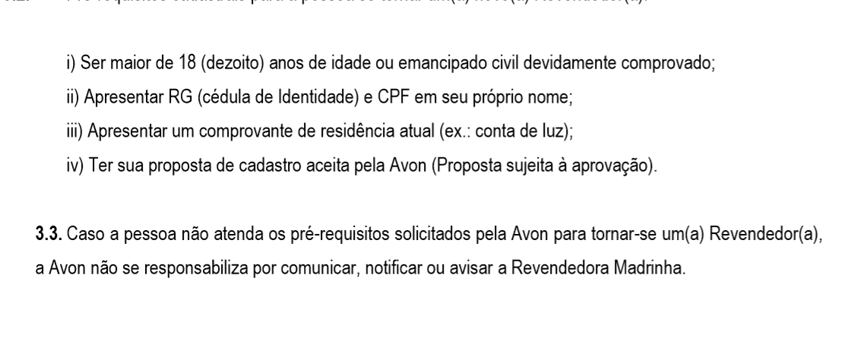 i) Ser maior de 18 (dezoito) anos de idade ou emancipado civil devidamente comprovado;
ii) Apresentar RG (cédula de Identidade) e CPF em seu próprio nome;
iii) Apresentar um comprovante de residência atual (ex.: conta de luz);
iv) Ter sua proposta de cadastro aceita pela Avon (Proposta sujeita à aprovação).
3.3. Caso a pessoa não atenda os pré-requisitos solicitados pela Avon para tornar-se um(a) Revendedor(a),
a Avon não se responsabiliza por comunicar, notificar ou avisar a Revendedora Madrinha.